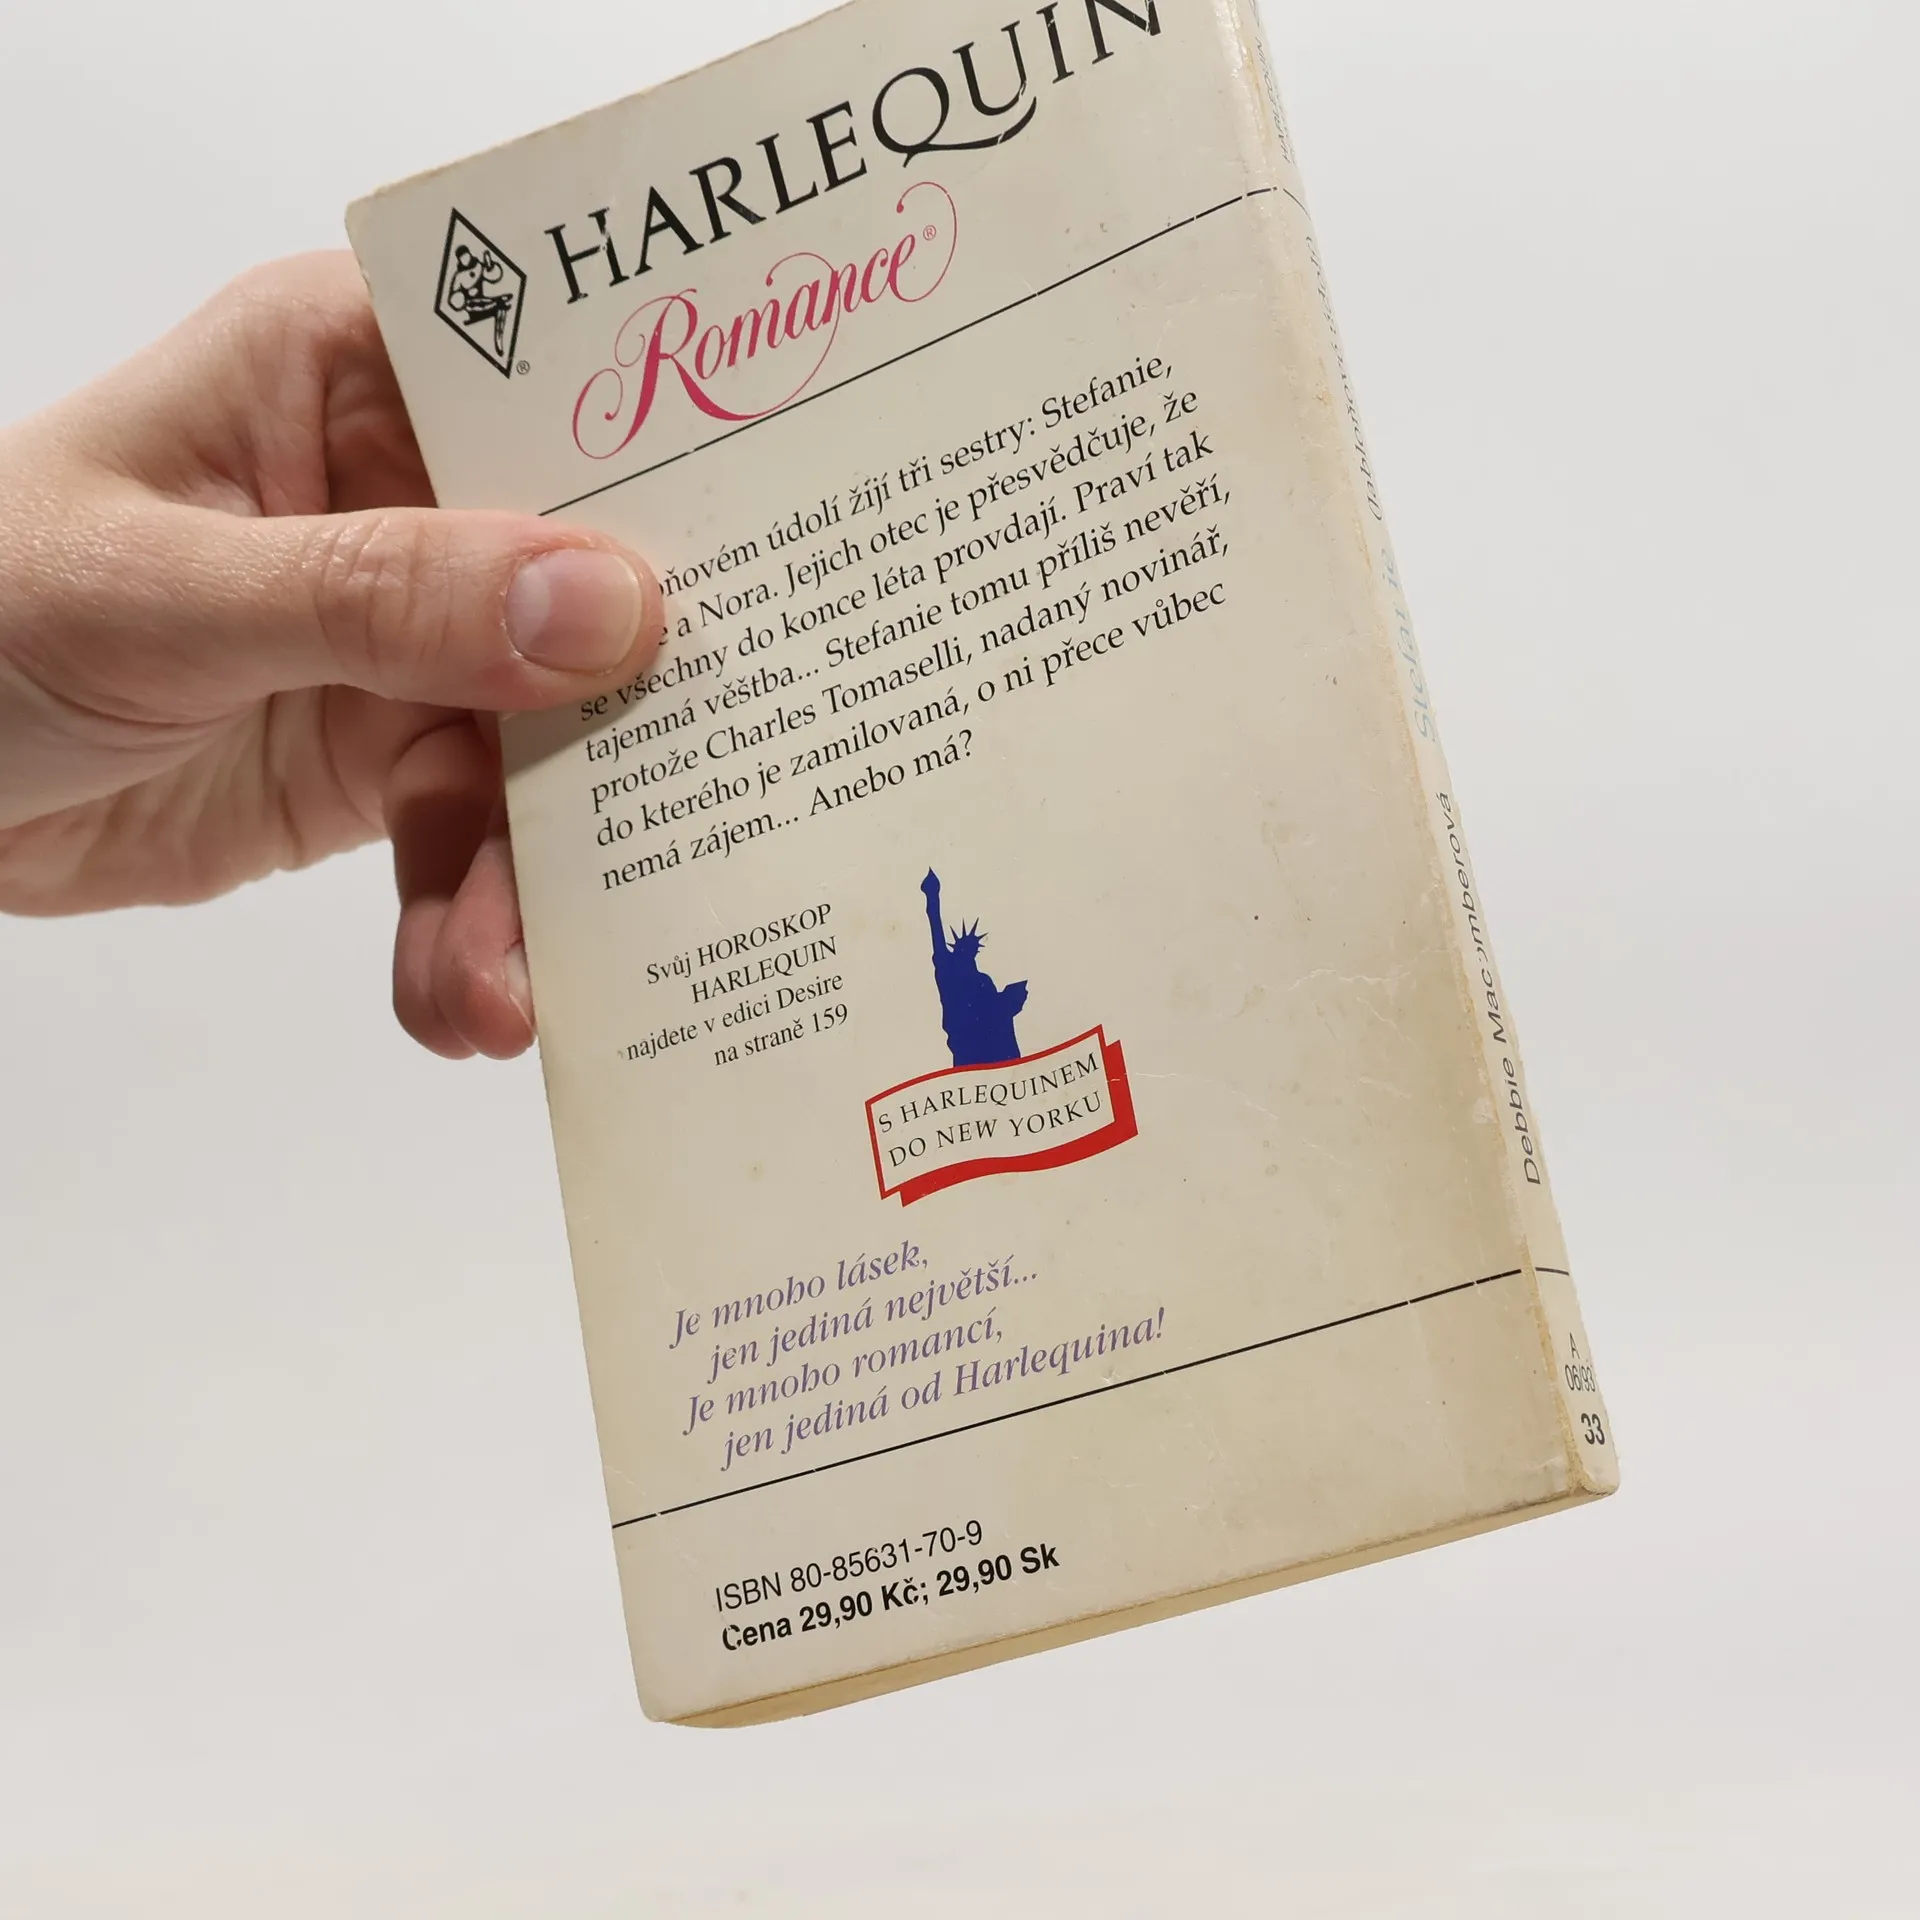 HARLEQUIN
Romance®
údolí žijí tři sestry: Stefanie,
a Nora. Jejich otec je přesvědčuje, že
se všechny do konce léta provdají. Praví tak
tajemná věštba... Stefanie tomu příliš nevěří,
protože Charles Tomaselli, nadaný novinář,
do kterého je zamilovaná, o ni přece vůbec
nemá zájem... Anebo má?
Svůj HOROSKOP
HARLEQUIN
najdete v edici Desire
na straně 159
S HARLEQUINEM
DO NEW YORKU
Je mnoho lásek,
jen jediná největší...
Je mnoho romancí,
jen jediná od Harlequina!
ISBN 80-85631-70-9
Cena 29,90 Kč; 29,90 Sk
HARLEQUIN
Debbie Macomberová
A
06/93
33